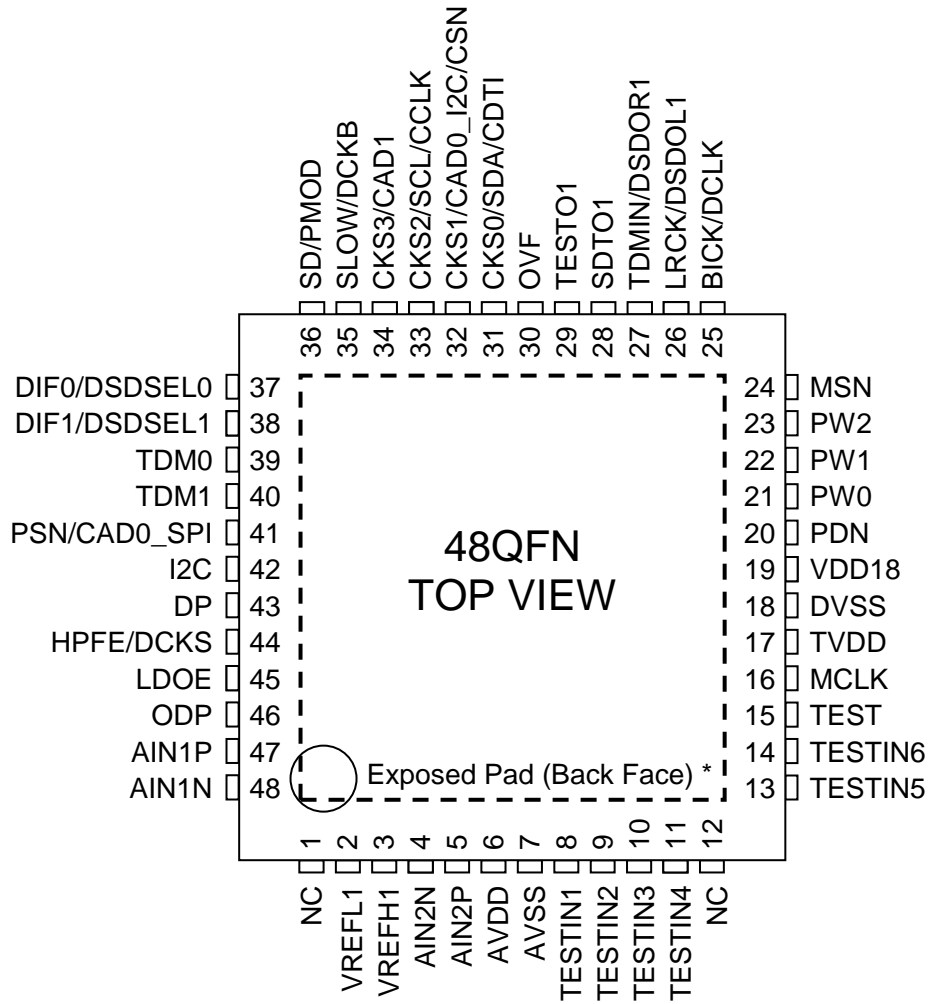 SD/PMOD
SLOW/DCKB
CKS3/CAD1
CKS2/SCL/CCLK
CKS1/CAD0_I2C/CSN
CKS0/SDA/CDTI
OVF
TESTO1
SDTO1
TDMIN/DSDOR1
LRCK/DSDOL1
BICK/DCLK
36 35 34 33 32 31 30 29 28 27 26 25
DIF0/DSDSEL0 37
DIF1/DSDSEL1 38
TDM0 39
TDM1 40
PSN/CAD0_SPI 41
I2C 42
DP 43
HPFE/DCKS 44
LDOE 45
ODP 46
AIN1P 47
AIN1N 48
48QFN
TOP VIEW
Exposed Pad (Back Face) *
24 MSN
23 PW2
22 PW1
21 PW0
20 PDN
19 VDD18
18 DVSS
17 TVDD
16 MCLK
15 TEST
14 TESTIN6
13 TESTIN5
1 2 3 4 5 6 7 8 9 10 11 12
NC
VREFL1
VREFH1
AIN2N
AIN2P
AVDD
AVSS
TESTIN1
TESTIN2
TESTIN3
TESTIN4
NC